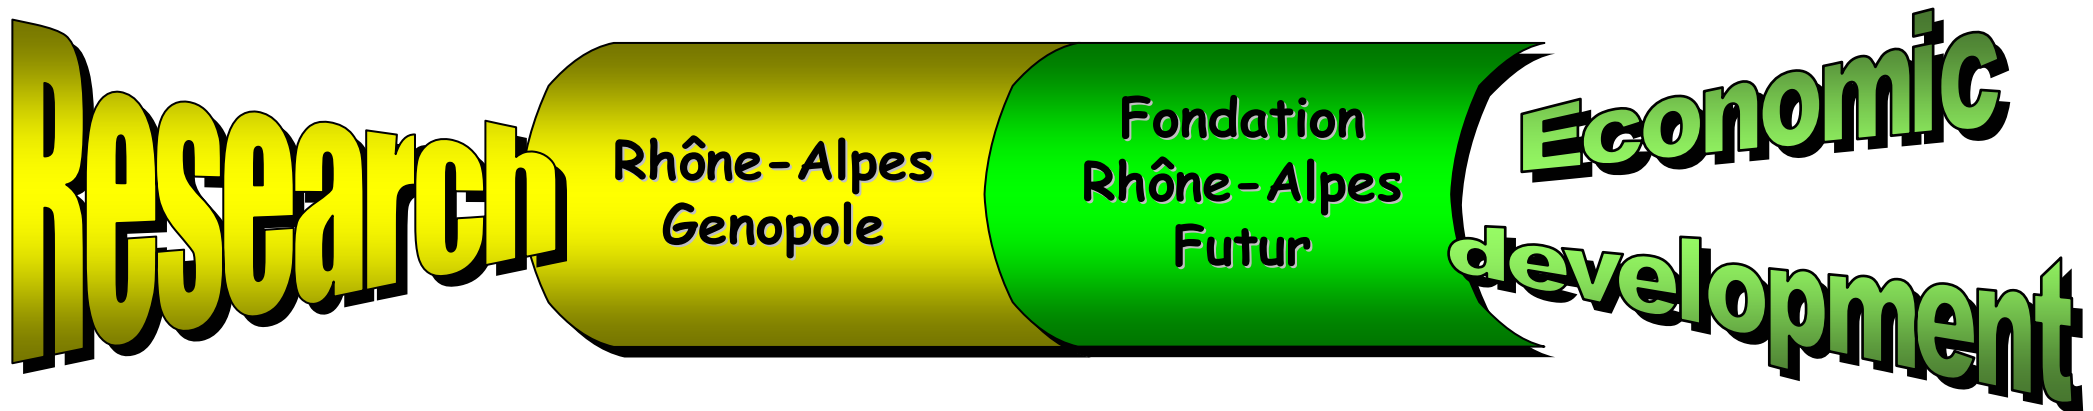 Research
Rhône-Alpes
Genopole
Fondation
Rhône-Alpes
Futur
Economic
development